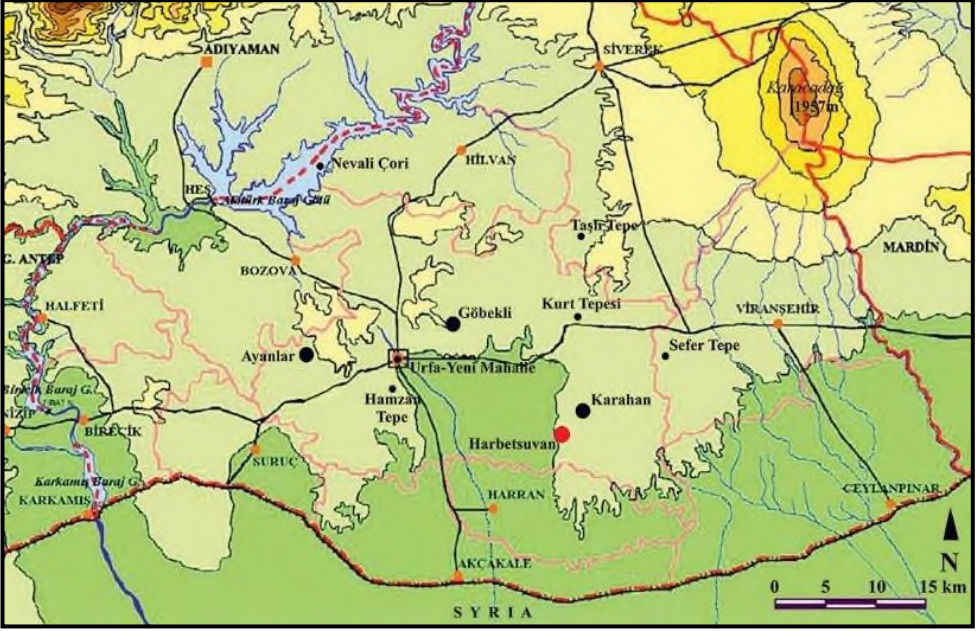 ADIYAMAN
SİVEREK
Karacadağ
1957m
Nevali Çori
HİLVAN
HES
Atatürk Baraj Gölü
Taşlı Tepe
MARDİN
G. ANTEP
BOZOVA
HALFETİ
Göbekli
Kurt Tepesi
VİRANŞEHİR
Ayanlar
Sefer Tepe
Urfa-Yeni Mahalle
Birecik Baraj G.
Hamzan
Tepe
Karahan
NİZİP
BİRECİK
Harbetsuvan
SURUÇ
Karkamış Baraj G.
KARKAMIŞ
HARRAN
CEYLANPINAR
AKÇAKALE
N
0 5 10 15 km
SYRIA